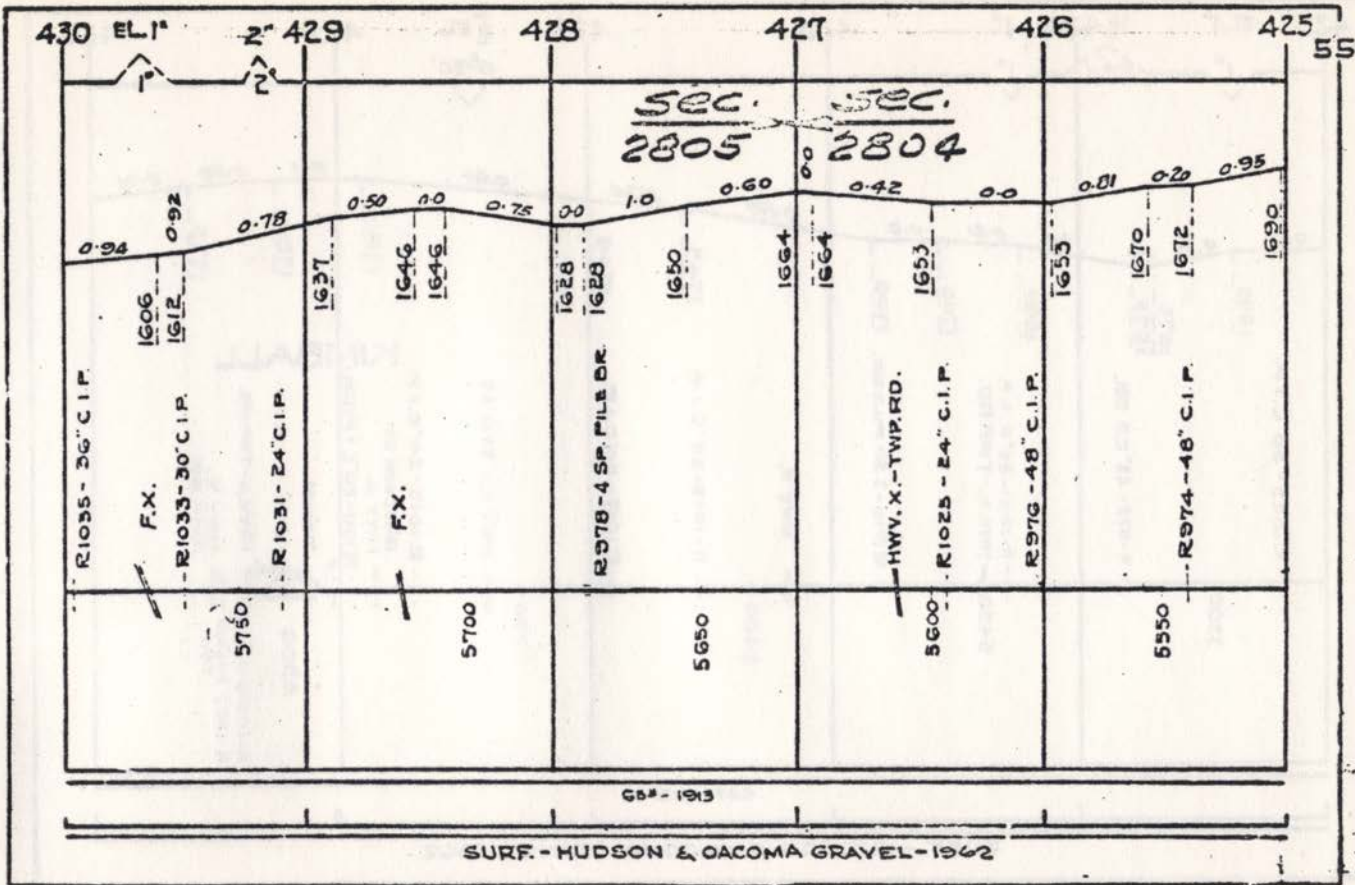 430 EL.1° 2° 429 428 427 426 425
55
1° 2°
SEC. SEC.
2805 2804
0.94 0.92 0.78 0.50 0.0 0.75 0.0 1.0 0.60 0.0 0.42 0.0 0.81 0.20 0.95
1606 1612 1637 1646 1646 1628 1628 1650 1664 1664 1653 1653 1670 1672 1690
R1035 - 36" C.I.P.
F.X.
R1033 - 30" C.I.P.
R1031 - 24" C.I.P.
F.X.
R978 - 4 SP. PILE BR.
HWY. X. - TWP. RD.
R1025 - 24" C.I.P.
R976 - 48" C.I.P.
R974 - 48" C.I.P.
5750 5700 5650 5600 5550
65# - 1913
SURF. - HUDSON & OACOMA GRAVEL - 1962